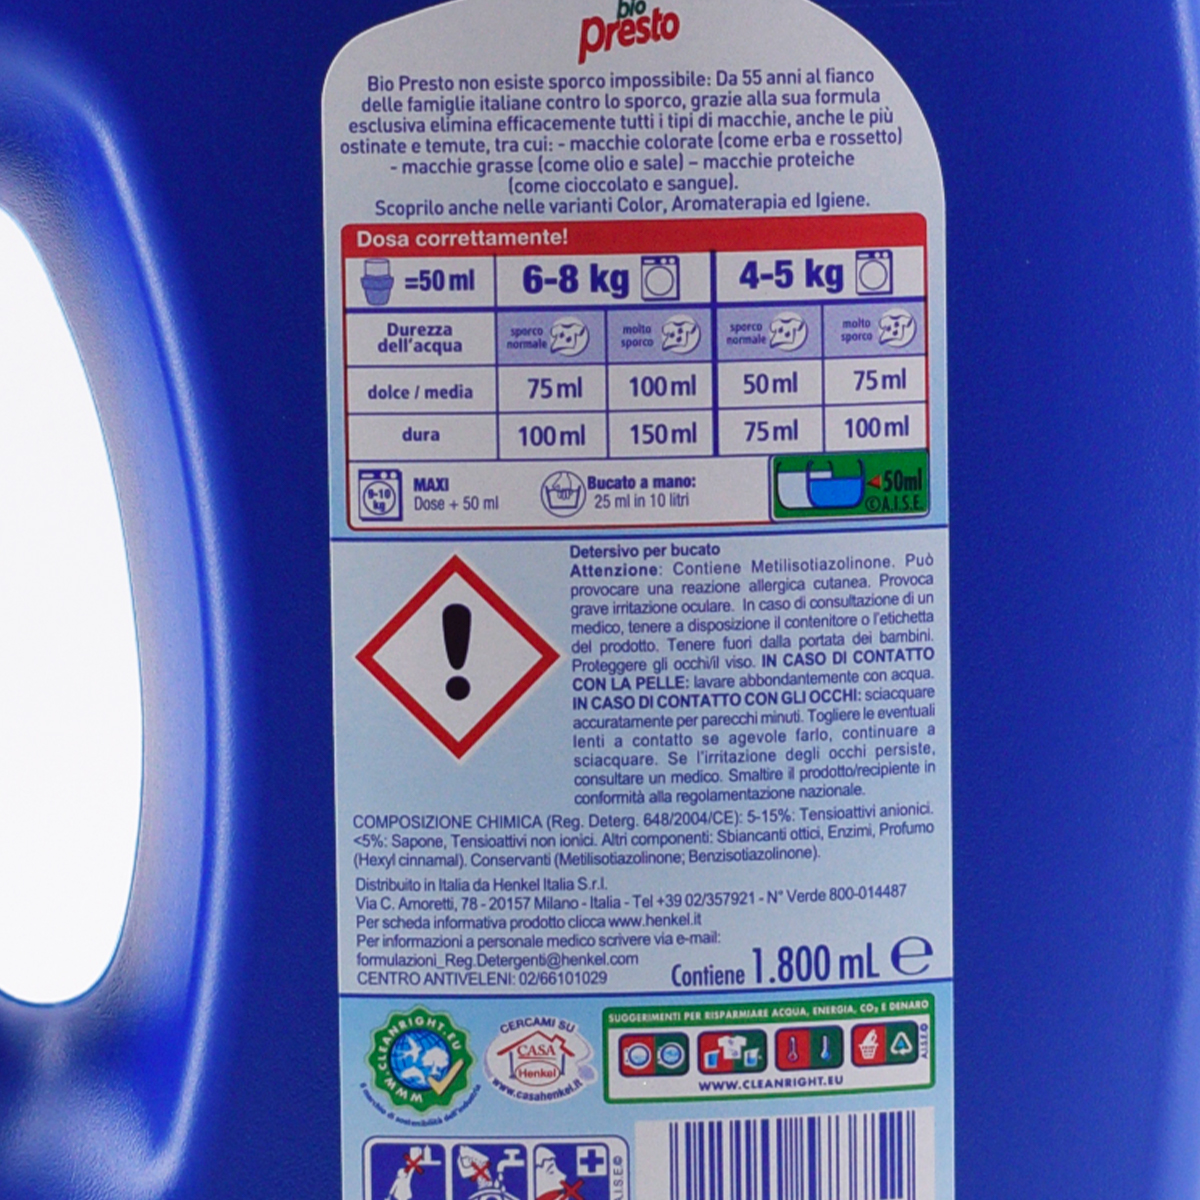 bio
Presto
Bio Presto non esiste sporco impossibile: Da 55 anni al fianco
delle famiglie italiane contro lo sporco, grazie alla sua formula
esclusiva elimina efficacemente tutti i tipi di macchie, anche le più
ostinate e temute, tra cui: - macchie colorate (come erba e rossetto)
- macchie grasse (come olio e sale) – macchie proteiche
(come cioccolato e sangue).
Scoprilo anche nelle varianti Color, Aromaterapia ed Igiene.
Dosa correttamente!
=50 ml 6-8 kg 4-5 kg
Durezza dell'acqua sporco normale molto sporco sporco normale molto sporco
dolce / media 75 ml 100 ml 50 ml 75 ml
dura 100 ml 150 ml 75 ml 100 ml
9-10 kg MAXI
Dose + 50 ml
Bucato a mano:
25 ml in 10 litri
50ml
©A.I.S.E.
Detersivo per bucato
Attenzione: Contiene Metilisotiazolinone. Può
provocare una reazione allergica cutanea. Provoca
grave irritazione oculare. In caso di consultazione di un
medico, tenere a disposizione il contenitore o l'etichetta
del prodotto. Tenere fuori dalla portata dei bambini.
Proteggere gli occhi/il viso. IN CASO DI CONTATTO
CON LA PELLE: lavare abbondantemente con acqua.
IN CASO DI CONTATTO CON GLI OCCHI: sciacquare
accuratamente per parecchi minuti. Togliere le eventuali
lenti a contatto se agevole farlo, continuare a
sciacquare. Se l'irritazione degli occhi persiste,
consultare un medico. Smaltire il prodotto/recipiente in
conformità alla regolamentazione nazionale.
COMPOSIZIONE CHIMICA (Reg. Deterg. 648/2004/CE): 5-15%: Tensioattivi anionici.
<5%: Sapone, Tensioattivi non ionici. Altri componenti: Sbiancanti ottici, Enzimi, Profumo
(Hexyl cinnamal). Conservanti (Metilisotiazolinone; Benzisotiazolinone).
Distribuito in Italia da Henkel Italia S.r.l.
Via C. Amoretti, 78 - 20157 Milano - Italia - Tel +39 02/357921 - N° Verde 800-014487
Per scheda informativa prodotto clicca www.henkel.it
Per informazioni a personale medico scrivere via e-mail:
formulazioni_Reg.Detergenti@henkel.com
CENTRO ANTIVELENI: 02/66101029
Contiene 1.800 mL e
WWW.CLEANRIGHT.EU
il marchio di sostenibilità dell'industria
CERCAMI SU
CASA
Henkel
www.casahenkel.it
SUGGERIMENTI PER RISPARMIARE ACQUA, ENERGIA, CO₂ E DENARO
A.I.S.E.©
WWW.CLEANRIGHT.EU
A.I.S.E.©